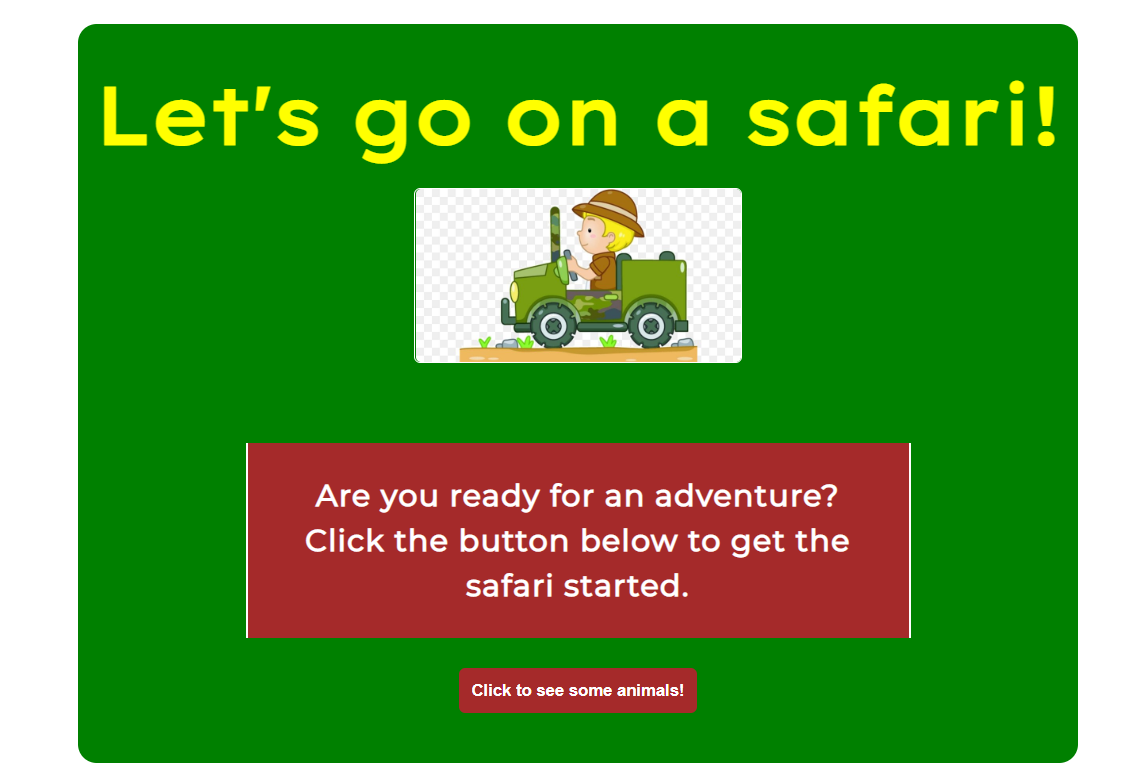 Let's go on a safari!
Are you ready for an adventure?
Click the button below to get the
safari started.
Click to see some animals!